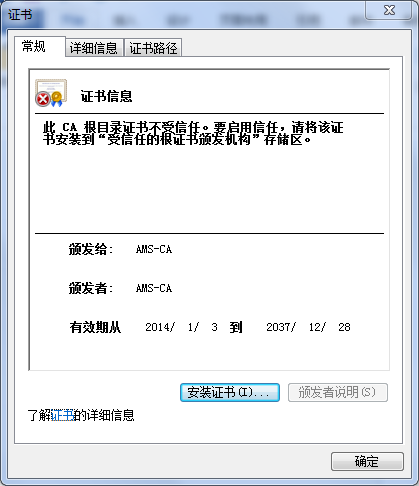 证书
常规
详细信息
证书路径
证书信息
此 CA 根目录证书不受信任。要启用信任，请将该证
书安装到“受信任的根证书颁发机构”存储区。
颁发给： AMS-CA
颁发者： AMS-CA
有效期从 2014/ 1/ 3 到 2037/ 12/ 28
安装证书(I)...
颁发者说明(S)
了解证书的详细信息
确定